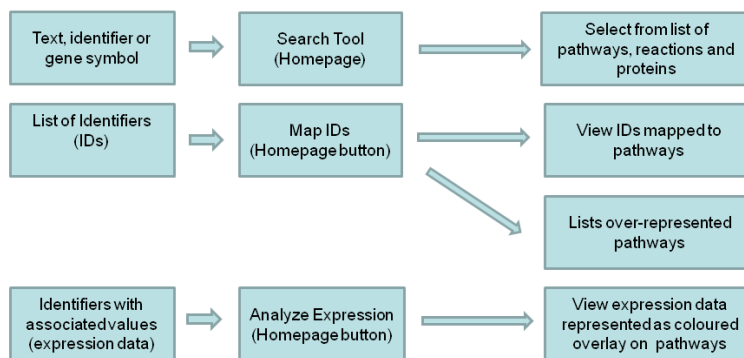 Text, identifier or
gene symbol
Search Tool
(Homepage)
Select from list of
pathways, reactions and
proteins
List of Identifiers
(IDs)
Map IDs
(Homepage button)
View IDs mapped to
pathways
Lists over-represented
pathways
Identifiers with
associated values
(expression data)
Analyze Expression
(Homepage button)
View expression data
represented as coloured
overlay on pathways